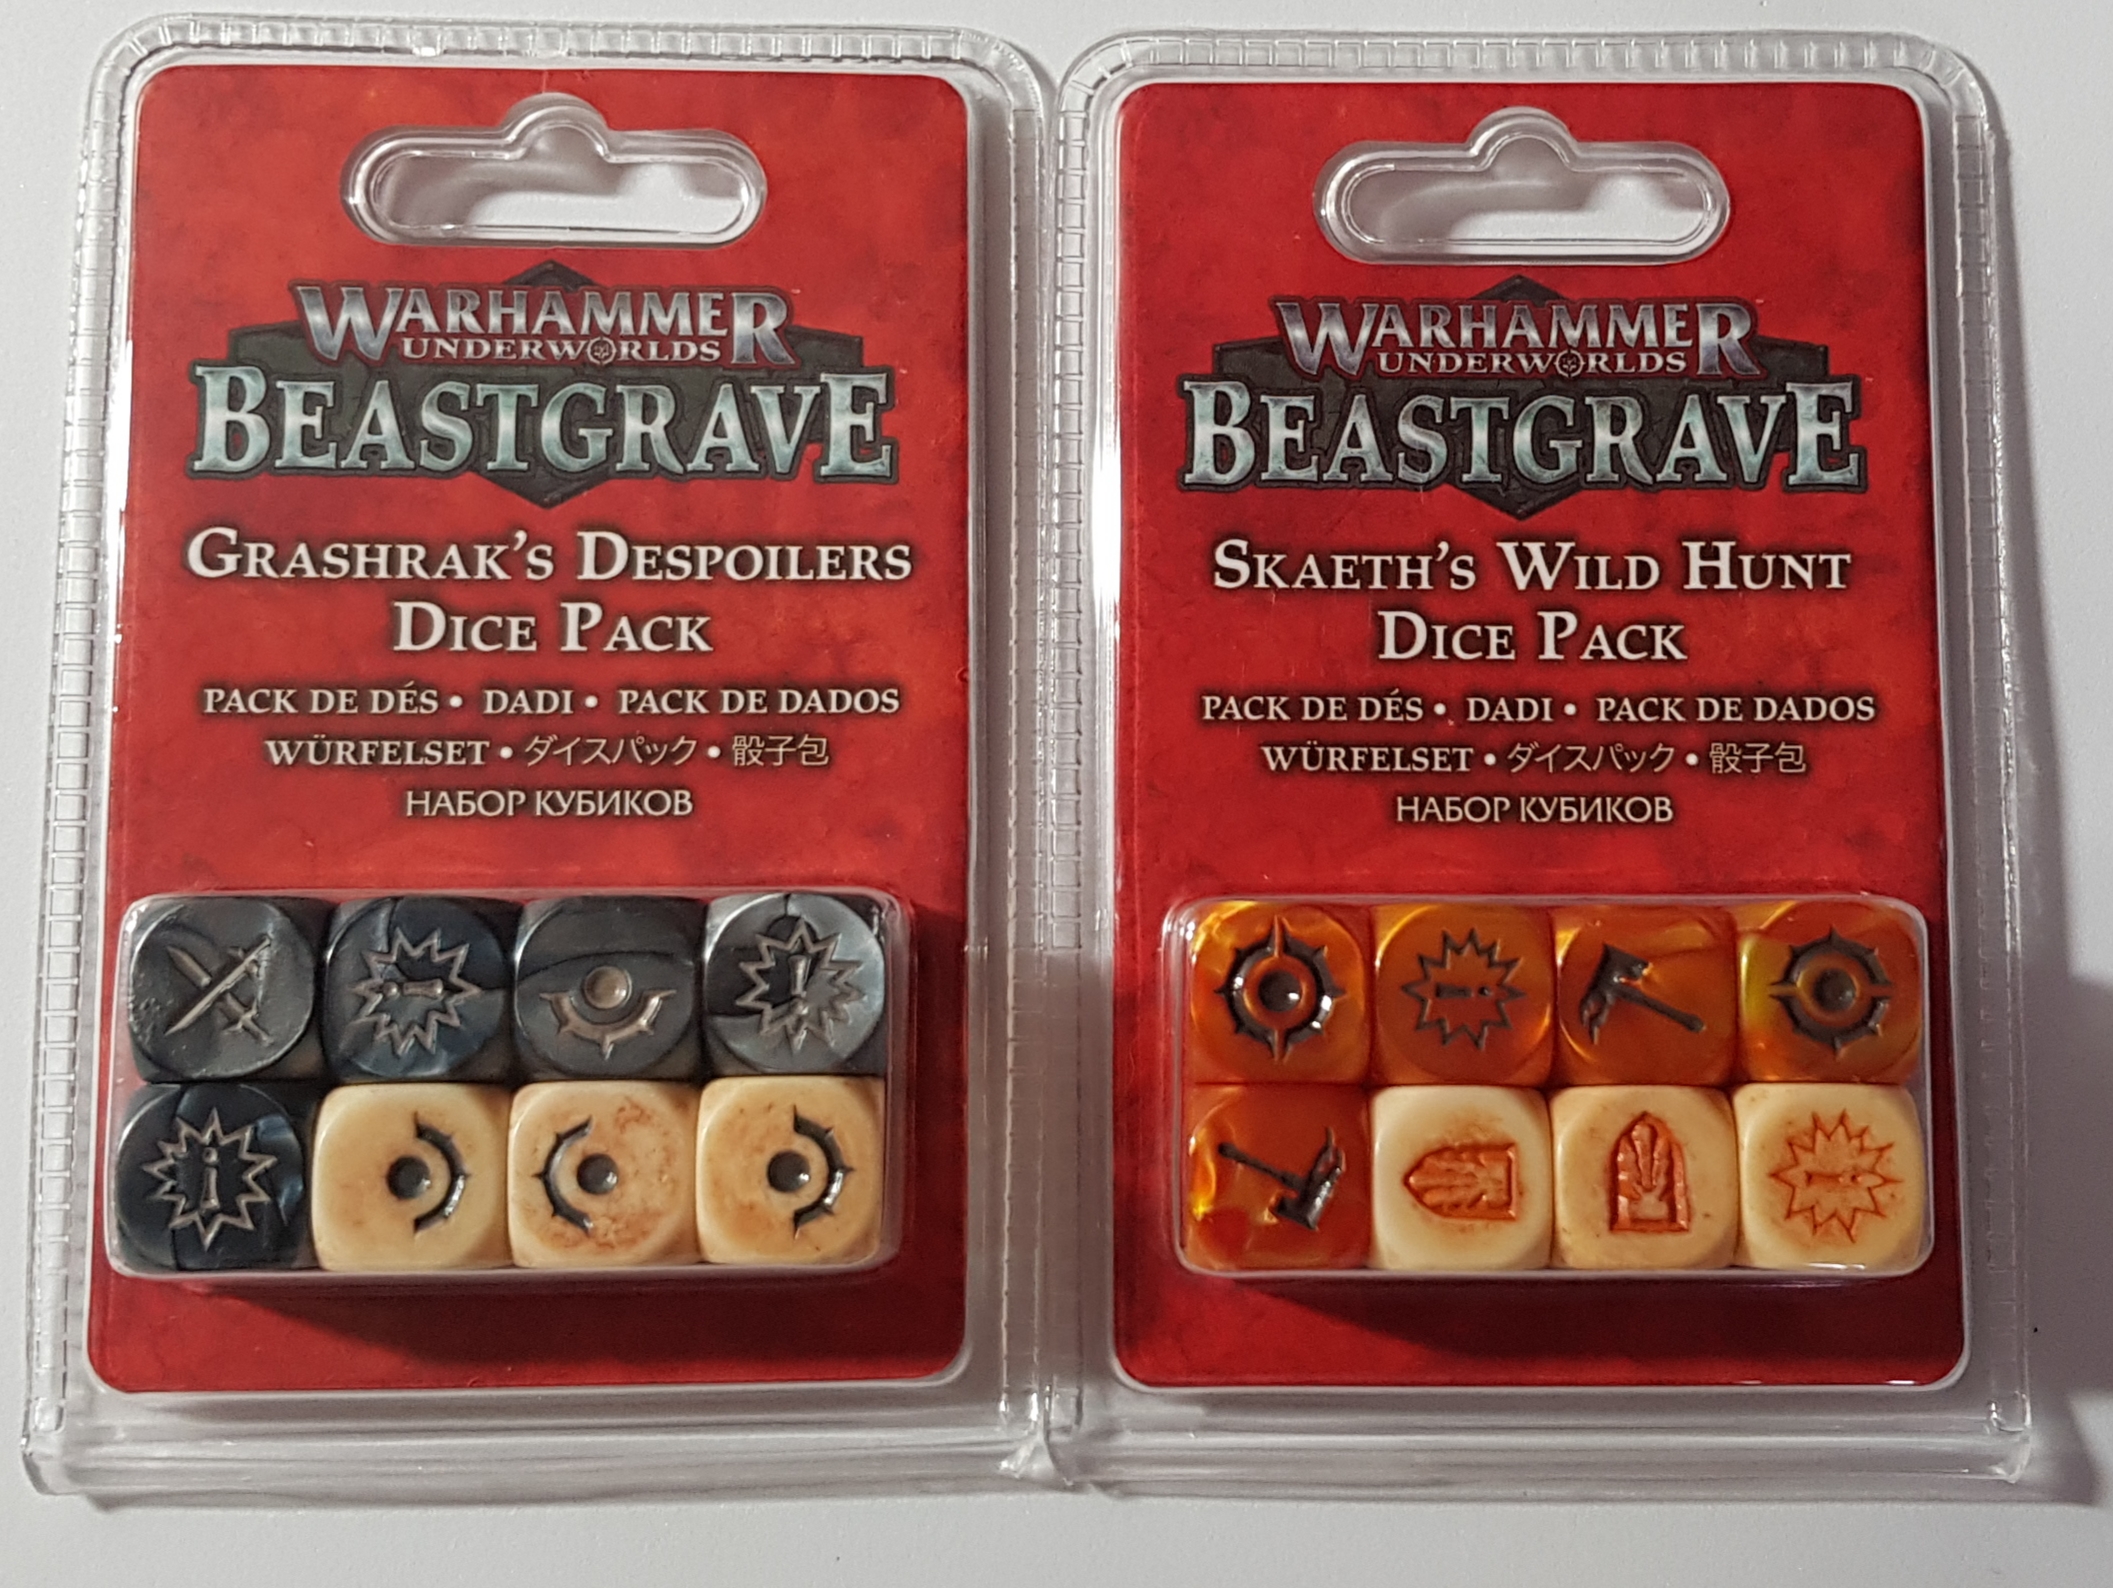 WARHAMMER
UNDERWORLDS
BEASTGRAVE
GRASHRAK'S DESPOILERS
DICE PACK
PACK DE DÉS • DADI • PACK DE DADOS
WÜRFELSET • ダイスパック • 骰子包
НАБОР КУБИКОВ
WARHAMMER
UNDERWORLDS
BEASTGRAVE
SKAETH'S WILD HUNT
DICE PACK
PACK DE DÉS • DADI • PACK DE DADOS
WÜRFELSET • ダイスパック • 骰子包
НАБОР КУБИКОВ